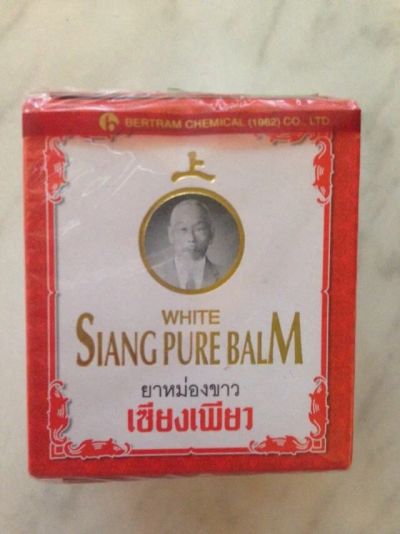 BERTRAM CHEMICAL (1982) CO., LTD.
上
WHITE
SIANG PURE BALM
ยาหม่องขาว
เซียงเพียว